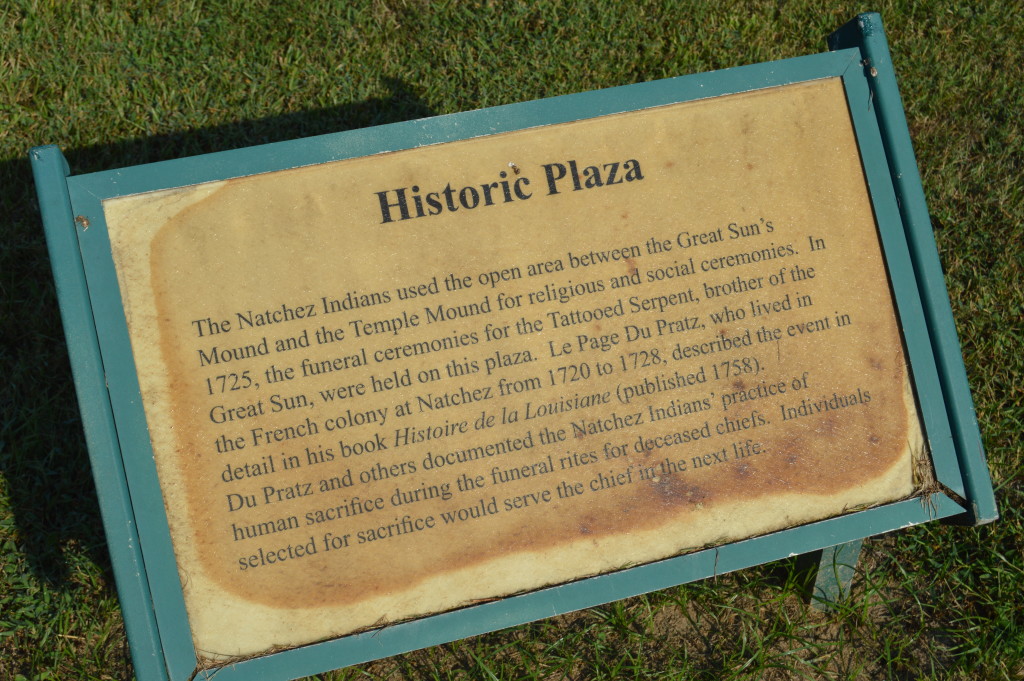 Historic Plaza
The Natchez Indians used the open area between the Great Sun's
Mound and the Temple Mound for religious and social ceremonies. In
1725, the funeral ceremonies for the Tattooed Serpent, brother of the
Great Sun, were held on this plaza. Le Page Du Pratz, who lived in
the French colony at Natchez from 1720 to 1728, described the event in
detail in his book Histoire de la Louisiane (published 1758).
Du Pratz and others documented the Natchez Indians' practice of
human sacrifice during the funeral rites for deceased chiefs. Individuals
selected for sacrifice would serve the chief in the next life.